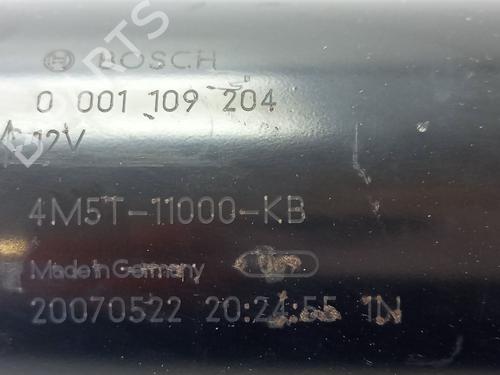 BOSCH
0 001 109 204
12V
4M5T-11000-KB
Made in Germany
20070522 20:24:55 1N